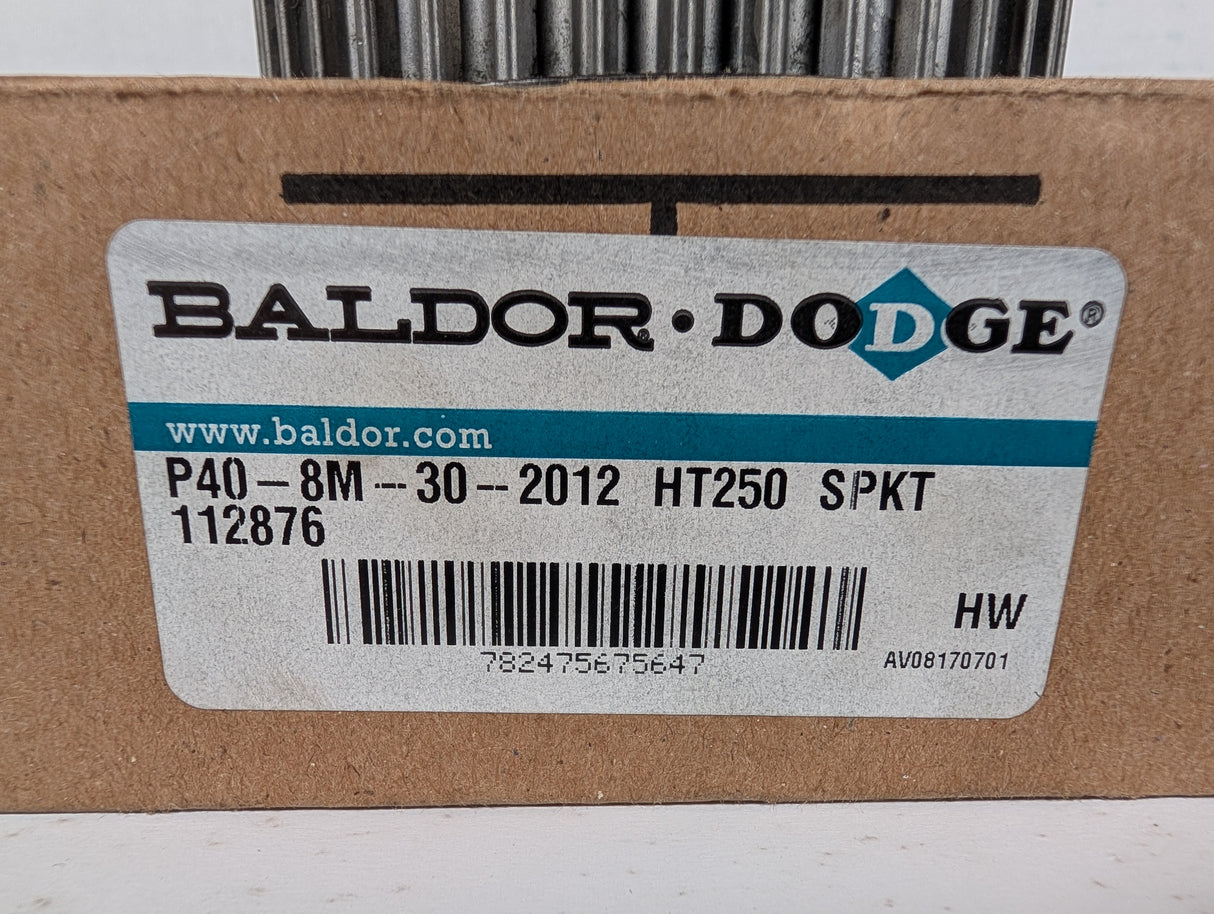 BALDOR® · DODGE®
www.baldor.com
P40-8M-30-2012 HT250 SPKT
112876
HW
782475675647
AV08170701